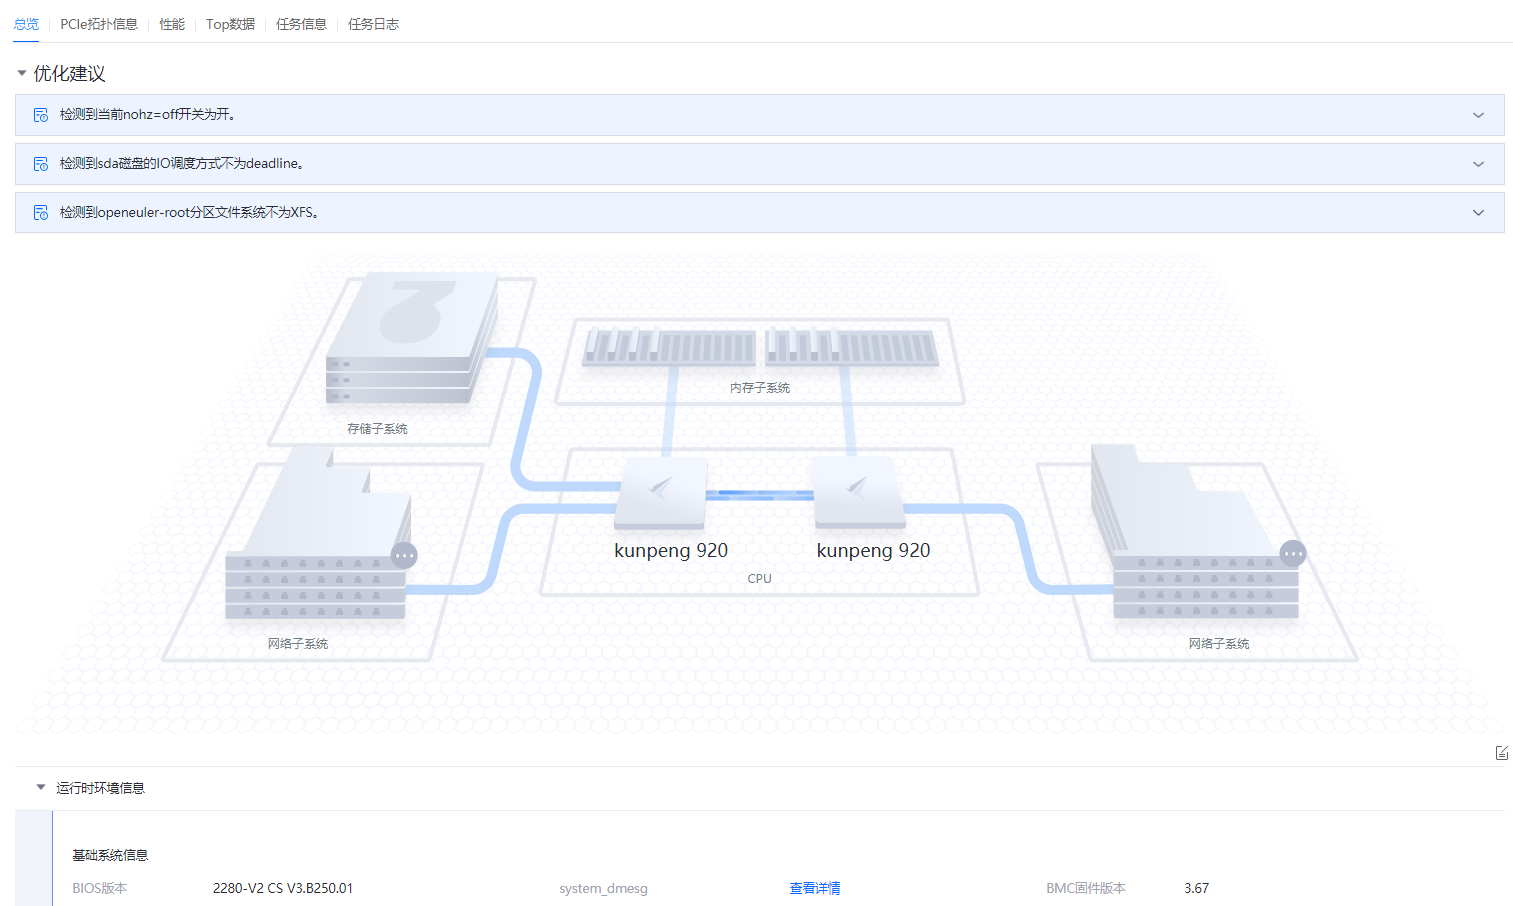 总览 PCIe拓扑信息 性能 Top数据 任务信息 任务日志
优化建议
检测到当前nohz=off开关为开。
检测到sda磁盘的IO调度方式不为deadline。
检测到openeuler-root分区文件系统不为XFS。
内存子系统
存储子系统
kunpeng 920 kunpeng 920
CPU
网络子系统 网络子系统
运行时环境信息
基础系统信息
BIOS版本 2280-V2 CS V3.B250.01 system_dmesg 查看详情 BMC固件版本 3.67